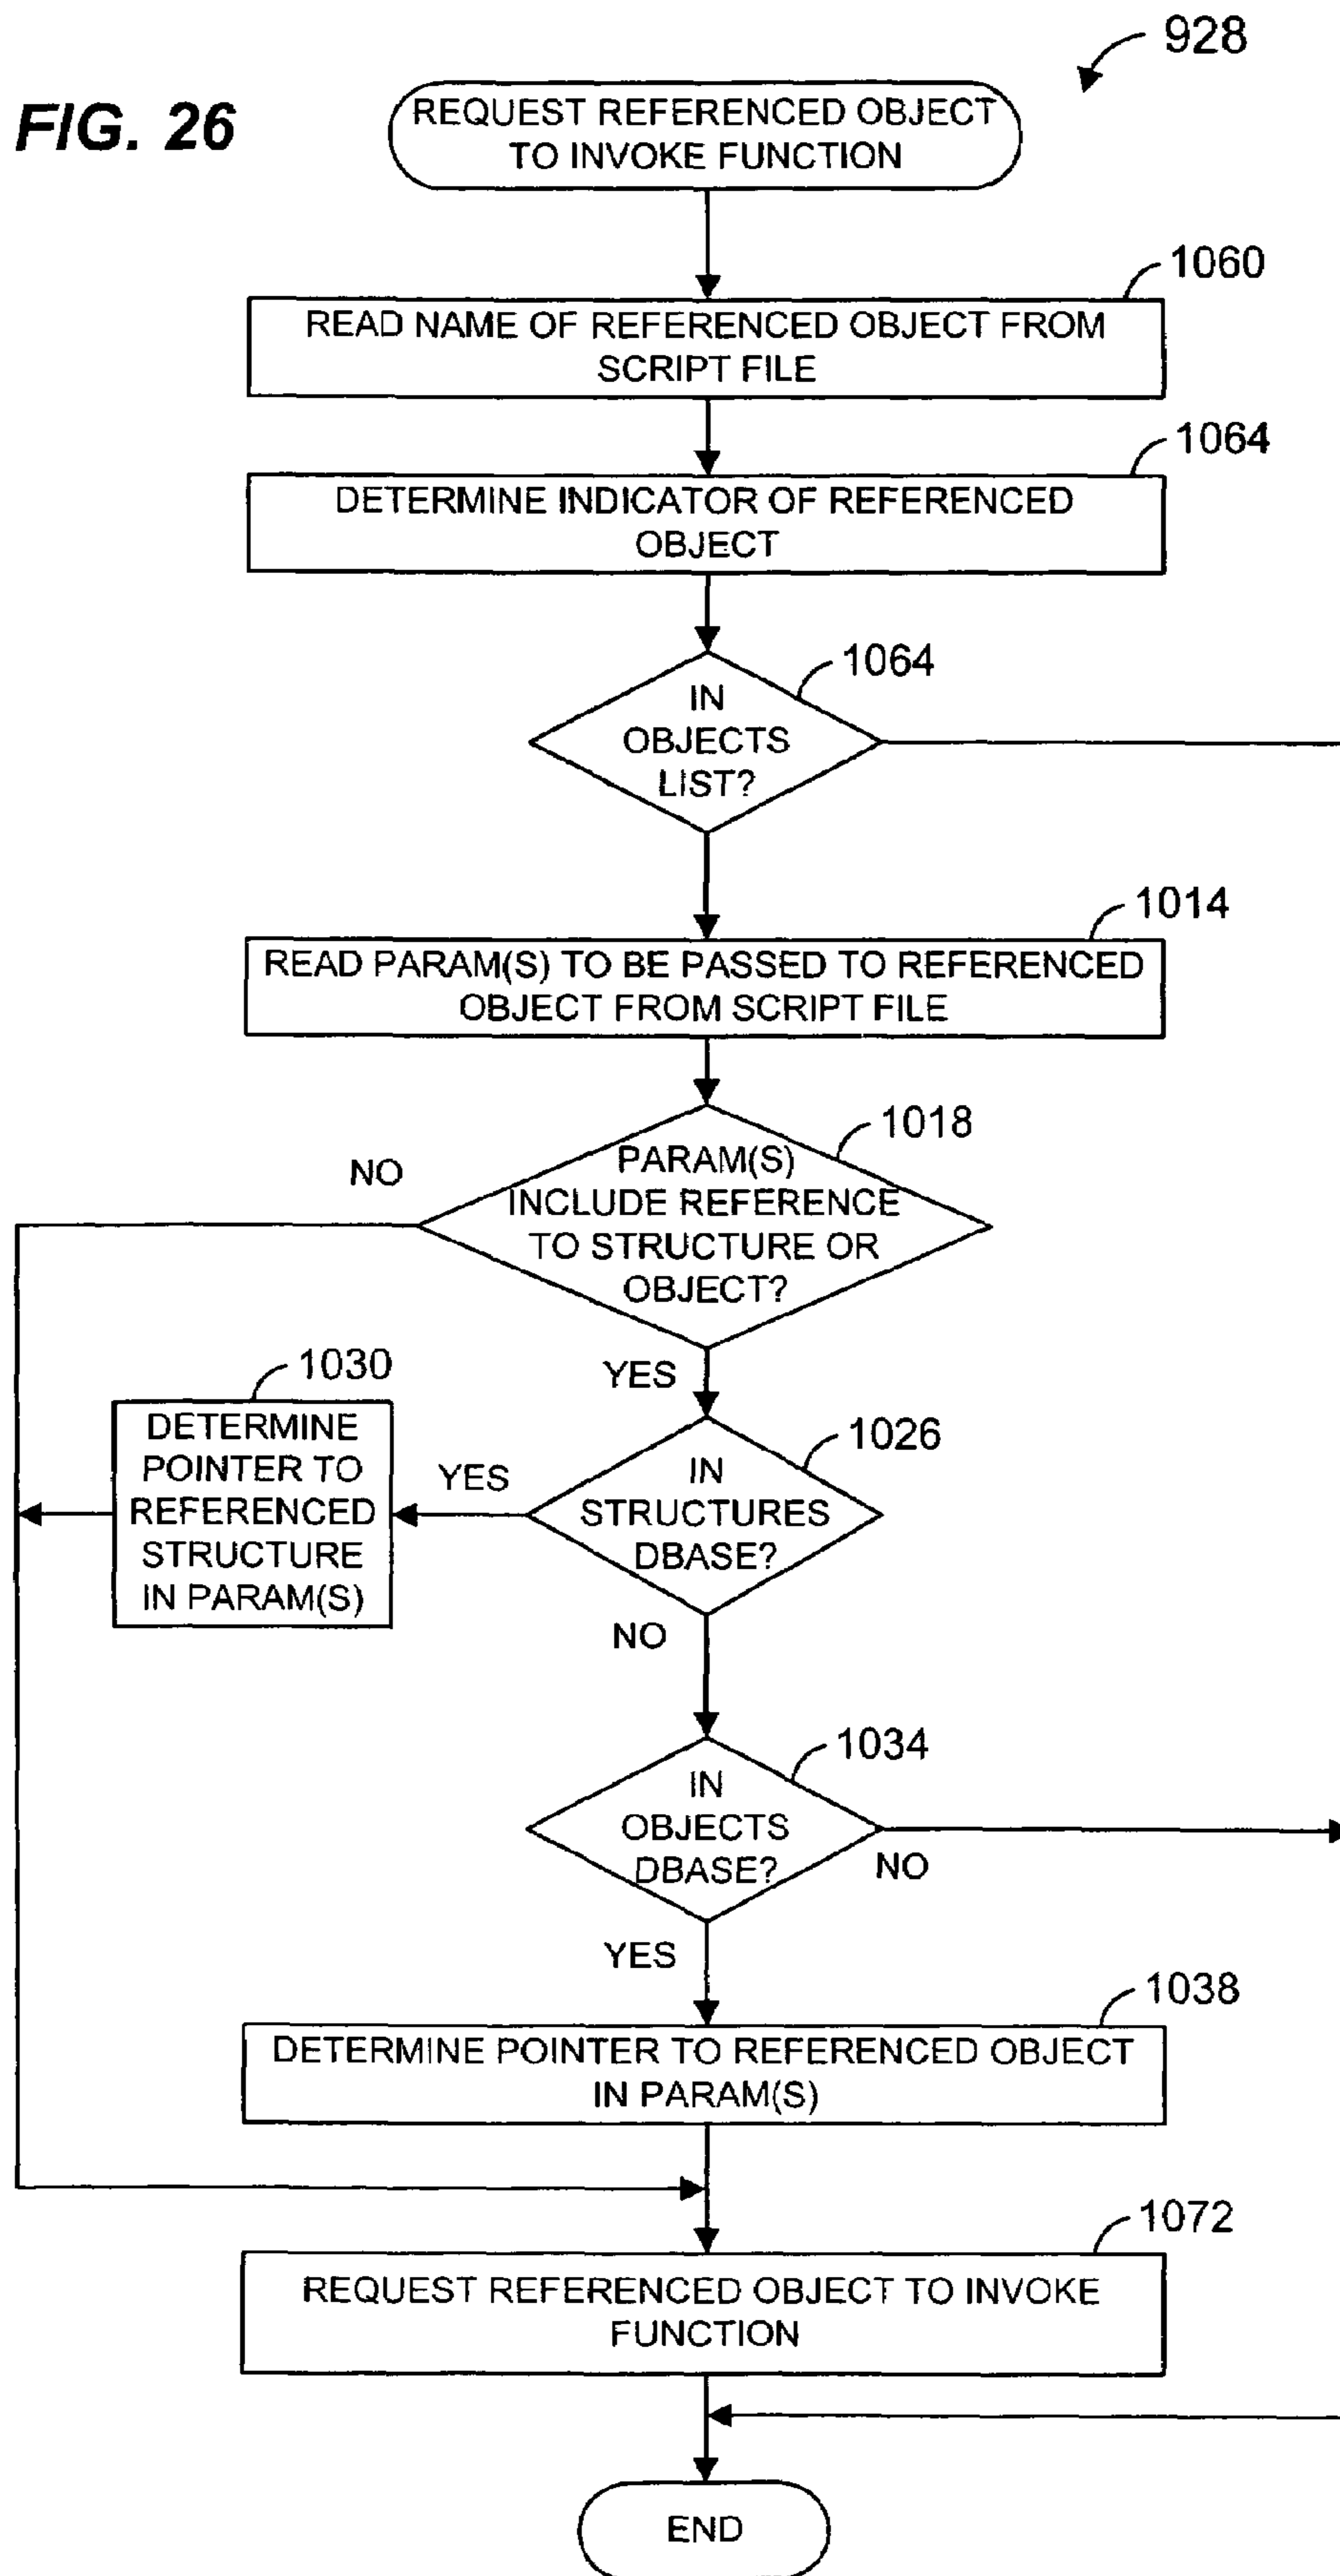 928
FIG. 26
REQUEST REFERENCED OBJECT
TO INVOKE FUNCTION
1060
READ NAME OF REFERENCED OBJECT FROM
SCRIPT FILE
1064
DETERMINE INDICATOR OF REFERENCED
OBJECT
1064
IN
OBJECTS
LIST?
1014
READ PARAM(S) TO BE PASSED TO REFERENCED
OBJECT FROM SCRIPT FILE
1018
NO
PARAM(S)
INCLUDE REFERENCE
TO STRUCTURE OR
OBJECT?
YES
1030
DETERMINE
POINTER TO
REFERENCED
STRUCTURE
IN PARAM(S)
YES
1026
IN
STRUCTURES
DBASE?
NO
1034
IN
OBJECTS
DBASE?
NO
YES
1038
DETERMINE POINTER TO REFERENCED OBJECT
IN PARAM(S)
1072
REQUEST REFERENCED OBJECT TO INVOKE
FUNCTION
END